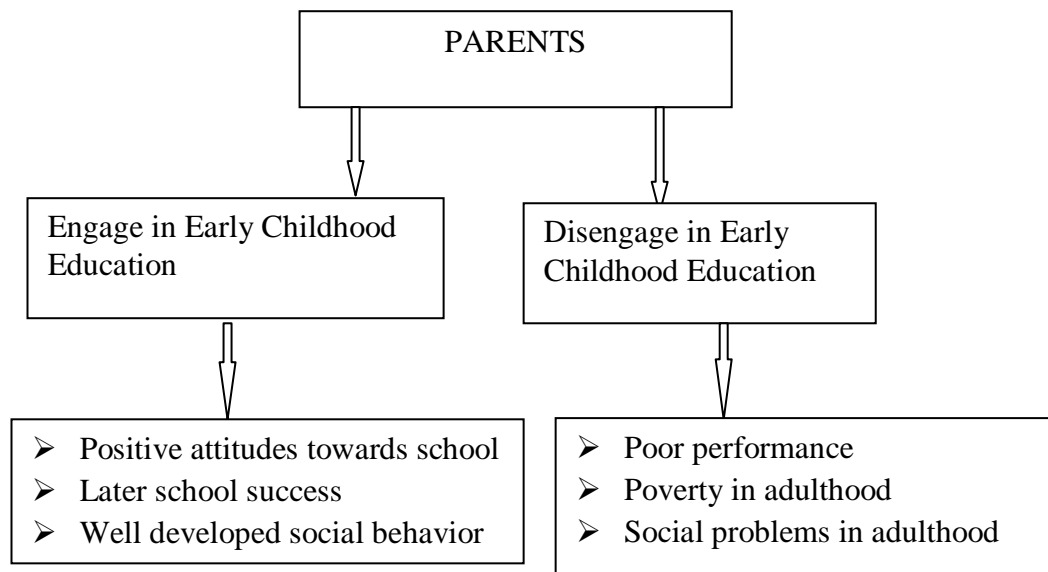 PARENTS
Engage in Early Childhood
Education
Disengage in Early
Childhood Education
➢ Positive attitudes towards school
➢ Later school success
➢ Well developed social behavior
➢ Poor performance
➢ Poverty in adulthood
➢ Social problems in adulthood